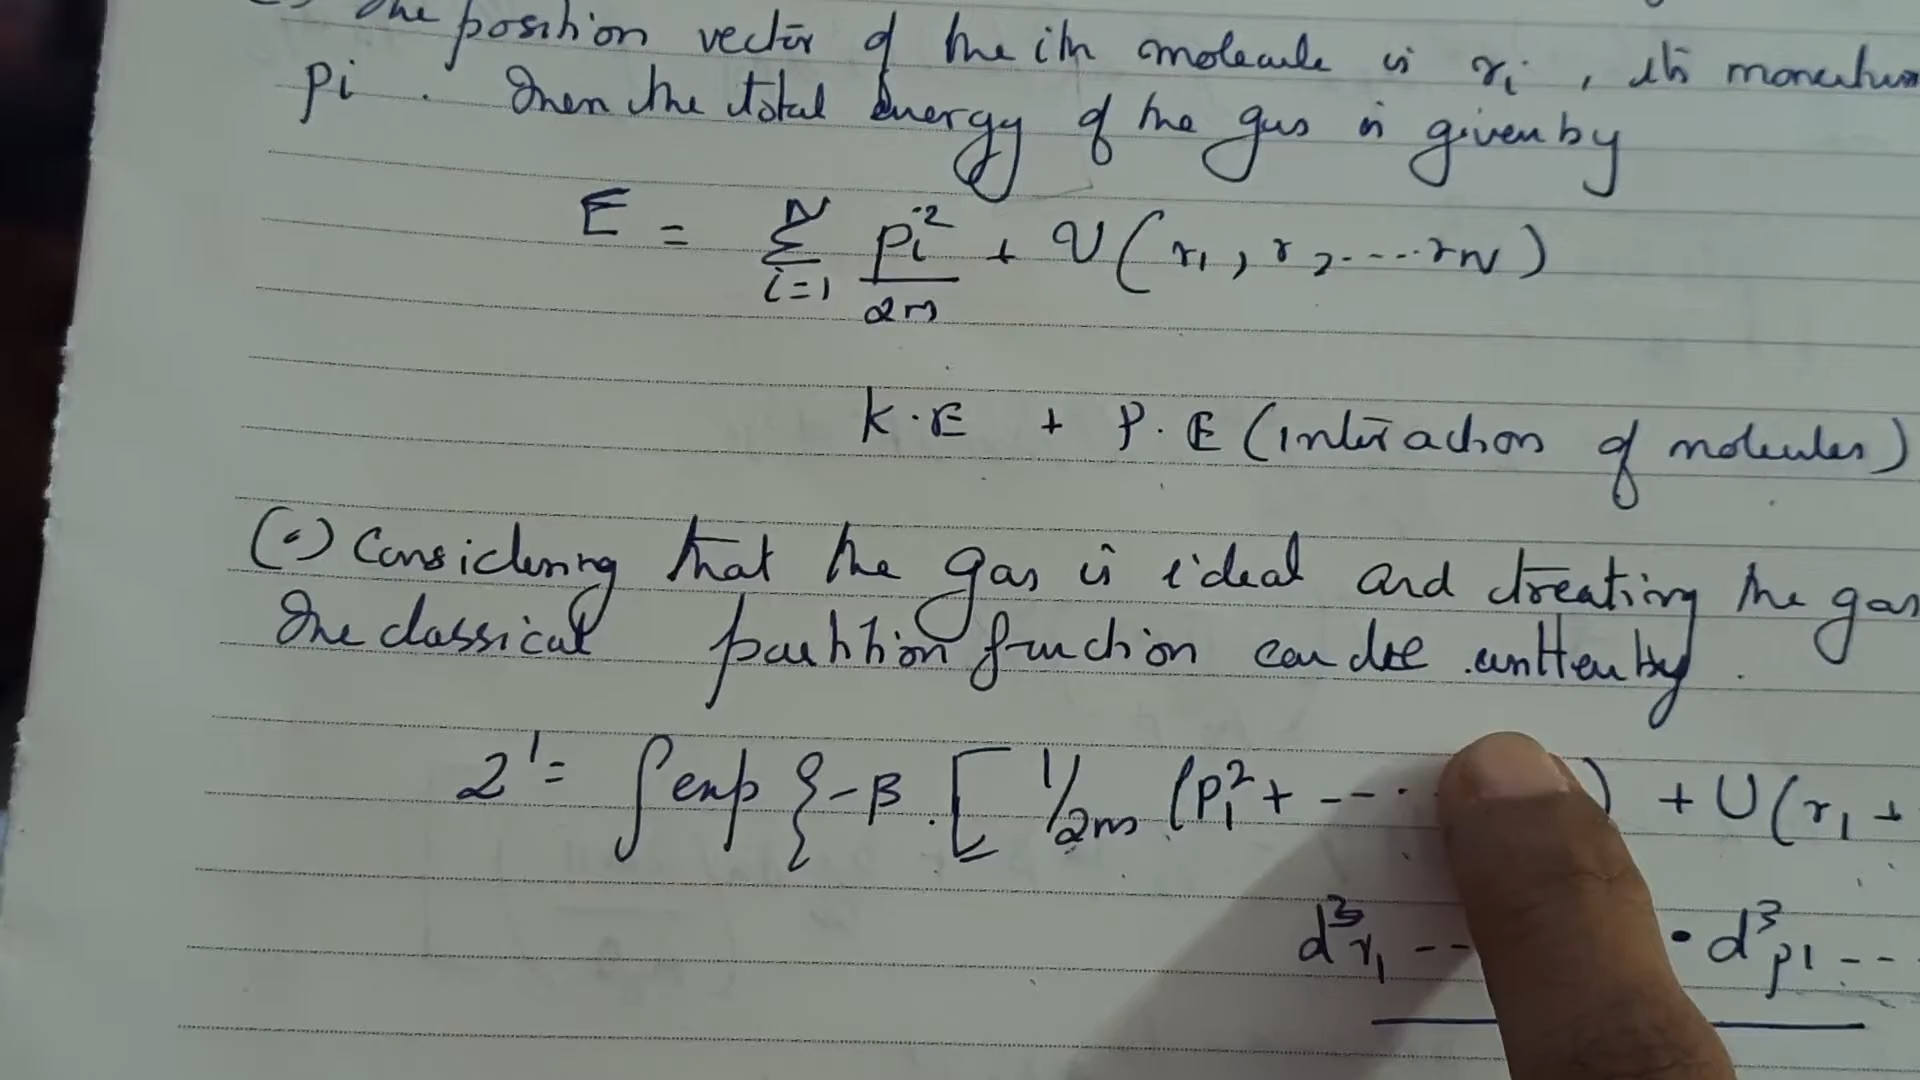 The position vector of the ith molecule is ri , its momentum
pi . Then the total Energy of the gas is given by
E = Σ_{i=1}^{N} pi²/2m + U ( r1, r2.....rN )
K.E + P.E (interaction of molecules)
(.) Considering that the gas is ideal and treating the gas
The classical partition function can be written by .
Z' = ∫ exp { -β . [ 1/2m (p1² + ---. ) + U ( r1 +
d³r1 -- . d³p1 --